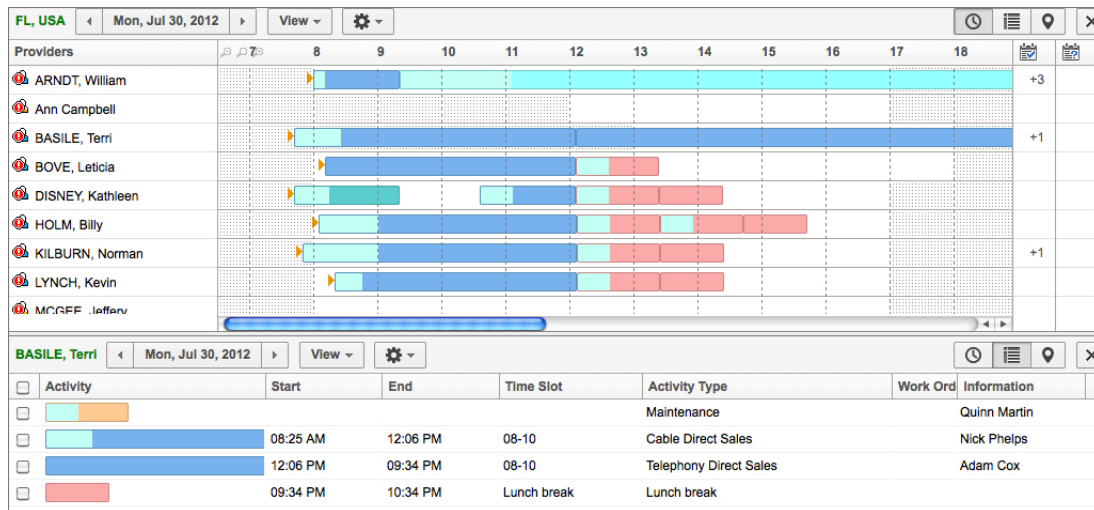 FL, USA Mon, Jul 30, 2012 View
Providers 7 8 9 10 11 12 13 14 15 16 17 18
ARNDT, William +3
Ann Campbell
BASILE, Terri +1
BOVE, Leticia
DISNEY, Kathleen
HOLM, Billy
KILBURN, Norman +1
LYNCH, Kevin
MCGEE, Jeffery
BASILE, Terri Mon, Jul 30, 2012 View
Activity Start End Time Slot Activity Type Work Ord Information
Maintenance Quinn Martin
08:25 AM 12:06 PM 08-10 Cable Direct Sales Nick Phelps
12:06 PM 09:34 PM 08-10 Telephony Direct Sales Adam Cox
09:34 PM 10:34 PM Lunch break Lunch break